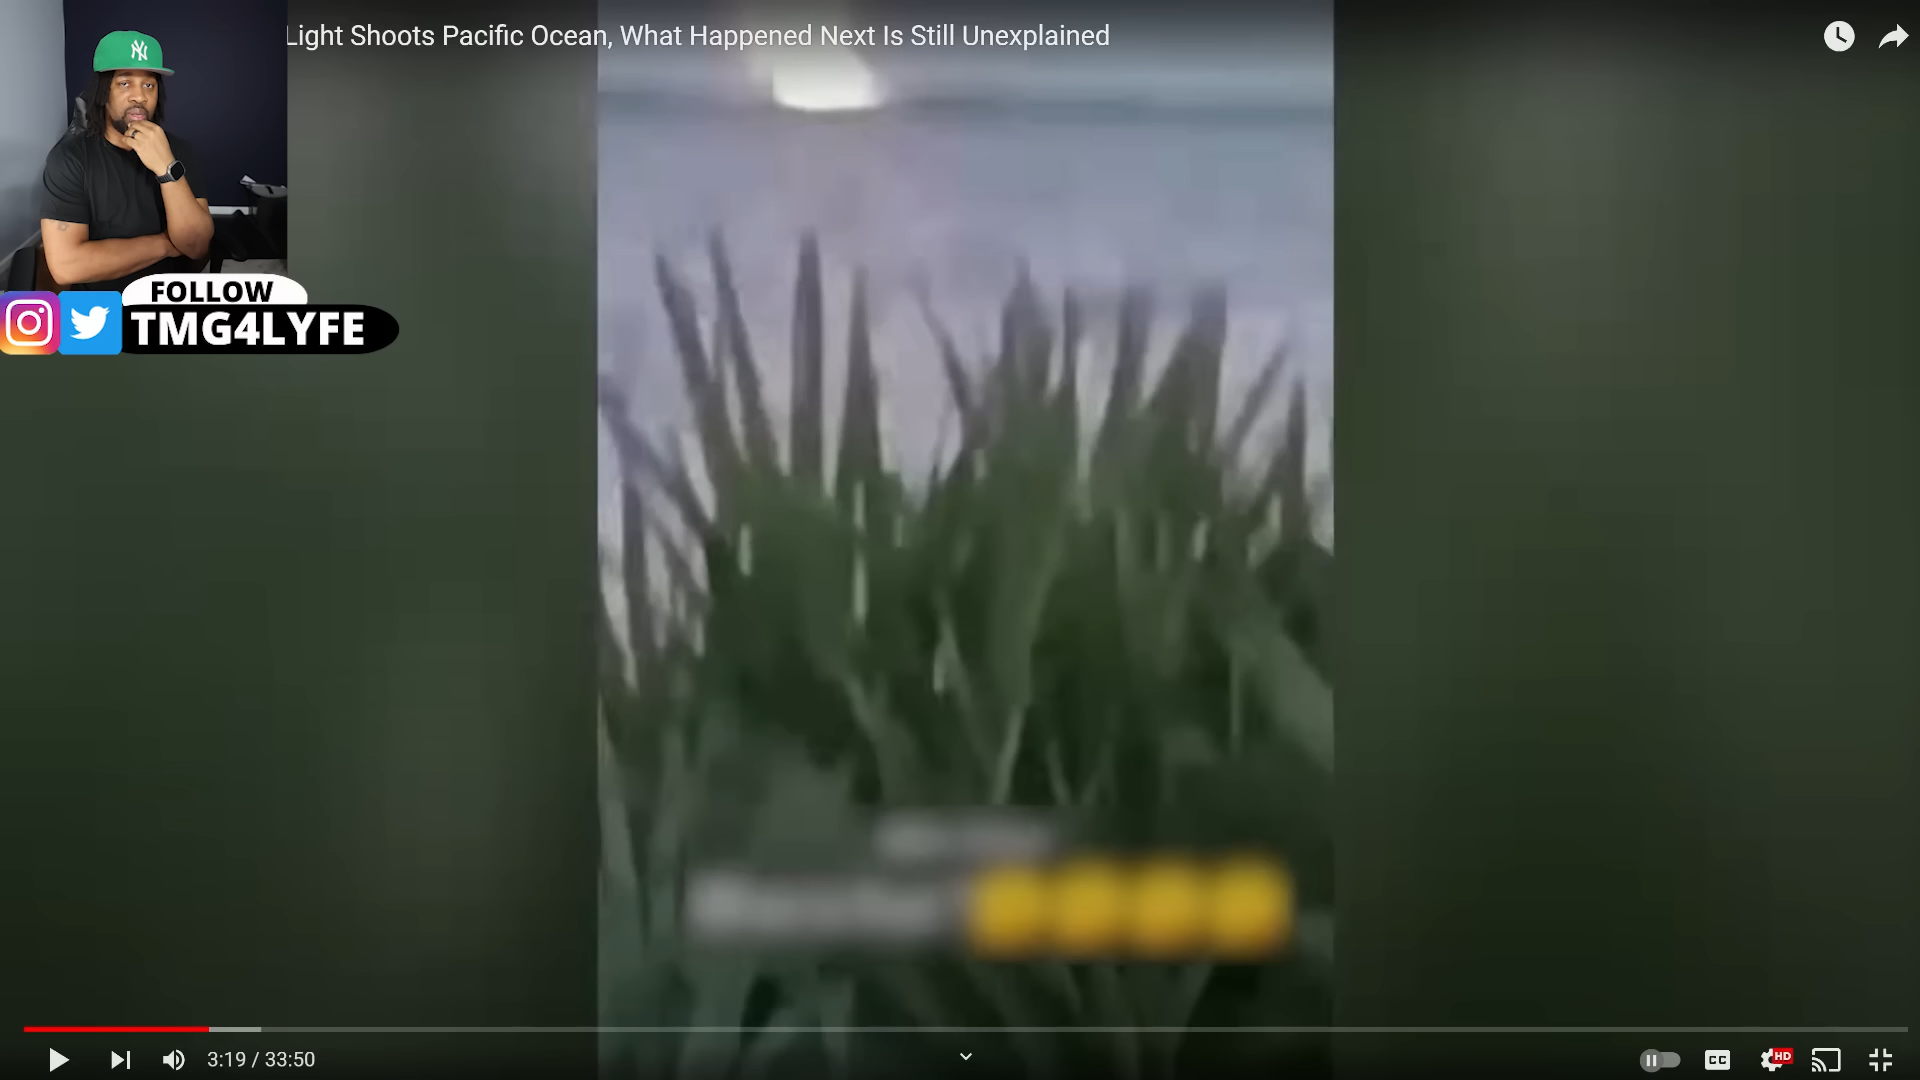 Light Shoots Pacific Ocean, What Happened Next Is Still Unexplained
NY
FOLLOW
TMG4LYFE
3:19 / 33:50
CC
HD